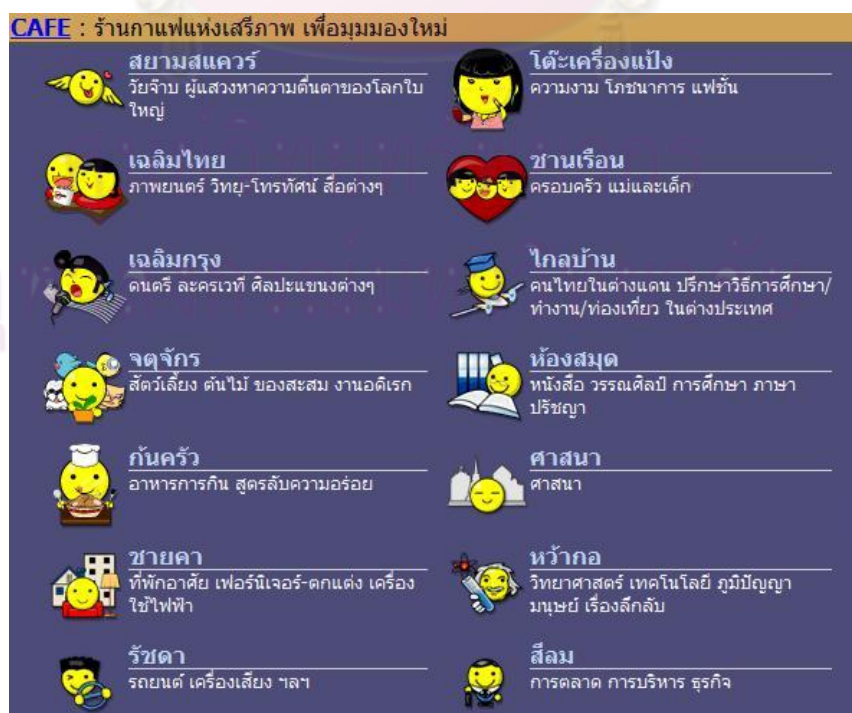 CAFE : ร้านกาแฟแห่งเสรีภาพ เพื่อมุมมองใหม่
สยามสแควร์
วัยจ๊าบ ผู้แสวงหาความตื่นตาของโลกใบ
ใหญ่
โต๊ะเครื่องแป้ง
ความงาม โภชนาการ แฟชั่น
เฉลิมไทย
ภาพยนตร์ วิทยุ-โทรทัศน์ สื่อต่างๆ
ชานเรือน
ครอบครัว แม่และเด็ก
เฉลิมกรุง
ดนตรี ละครเวที ศิลปะแขนงต่างๆ
ไกลบ้าน
คนไทยในต่างแดน ปรึกษาวิธีการศึกษา/
ทำงาน/ท่องเที่ยว ในต่างประเทศ
จตุจักร
สัตว์เลี้ยง ต้นไม้ ของสะสม งานอดิเรก
ห้องสมุด
หนังสือ วรรณศิลป์ การศึกษา ภาษา
ปรัชญา
ก้นครัว
อาหารการกิน สูตรลับความอร่อย
ศาสนา
ศาสนา
ชายคา
ที่พักอาศัย เฟอร์นิเจอร์-ตกแต่ง เครื่อง
ใช้ไฟฟ้า
หว้ากอ
วิทยาศาสตร์ เทคโนโลยี ภูมิปัญญา
มนุษย์ เรื่องลึกลับ
รัชดา
รถยนต์ เครื่องเสียง ฯลฯ
สีลม
การตลาด การบริหาร ธุรกิจ